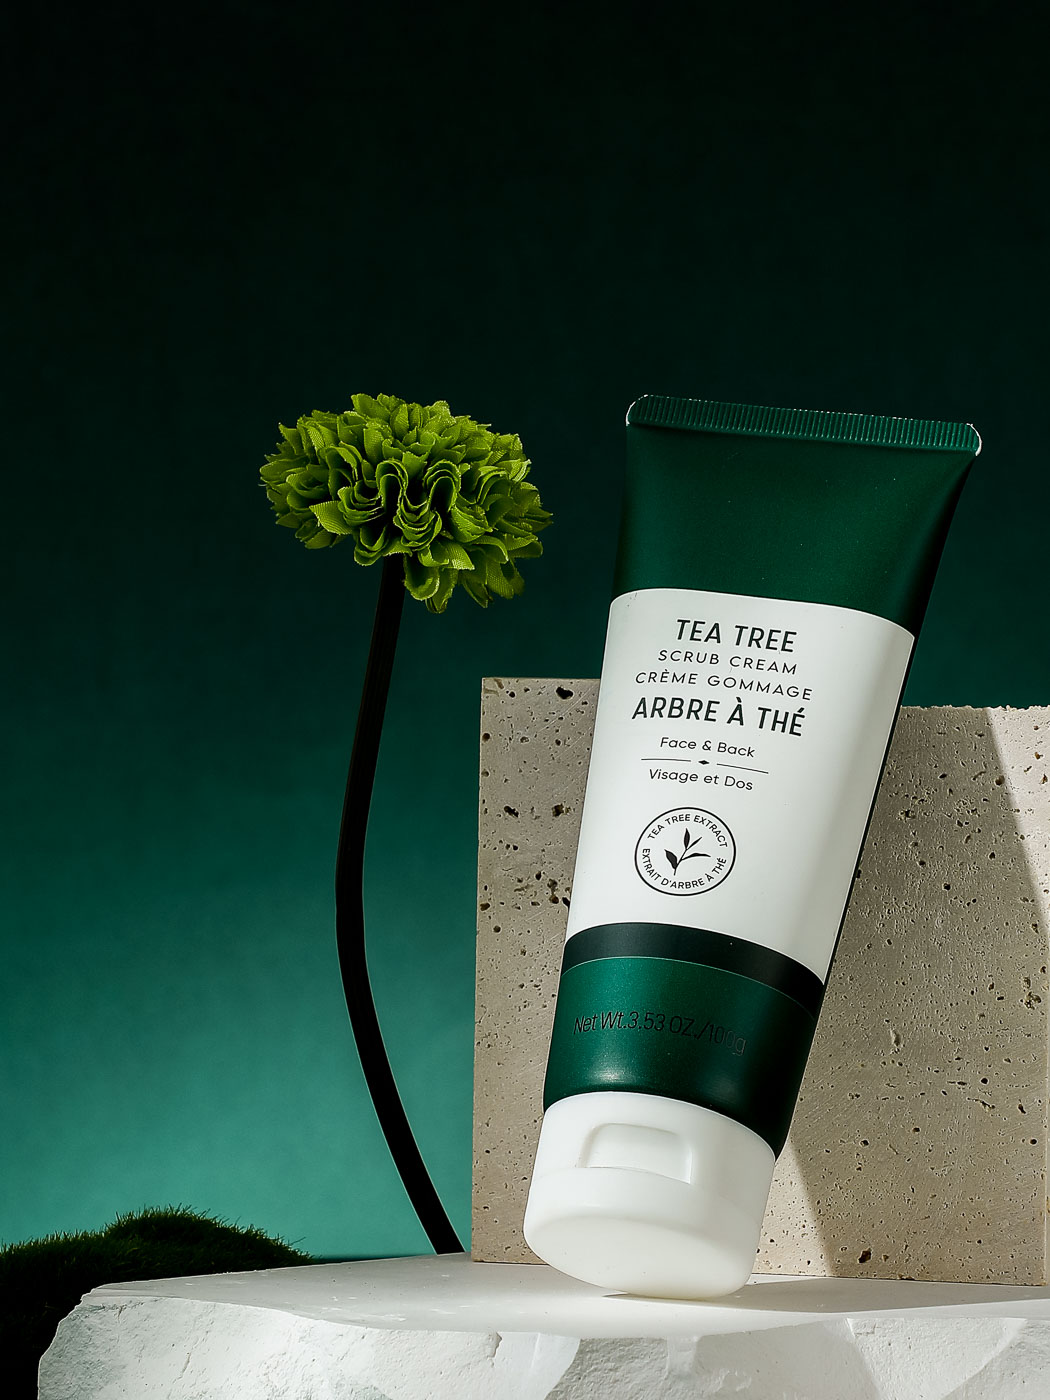 TEA TREE
SCRUB CREAM
CRÈME GOMMAGE
ARBRE À THÉ
Face & Back
Visage et Dos
TEA TREE EXTRACT
EXTRAIT D'ARBRE À THÉ
Net Wt.3,53 OZ./100g